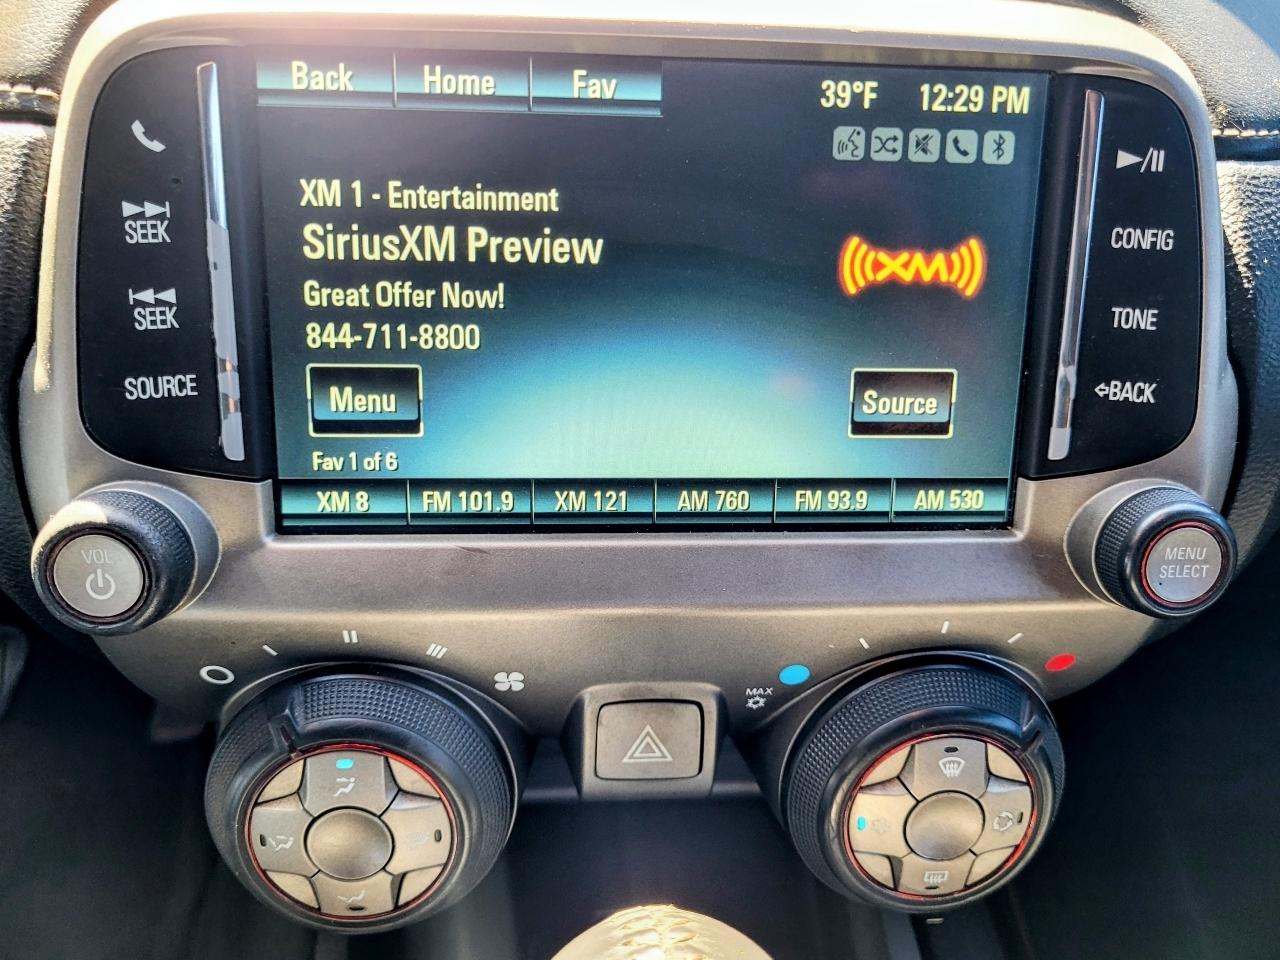 Back Home Fav
39°F 12:29 PM
XM 1 - Entertainment
SiriusXM Preview
Great Offer Now!
844-711-8800
XM
Menu
Source
Fav 1 of 6
XM 8 FM 101.9 XM 121 AM 760 FM 93.9 AM 530
SEEK
SEEK
SOURCE
CONFIG
TONE
BACK
VOL
MENU
SELECT
MAX